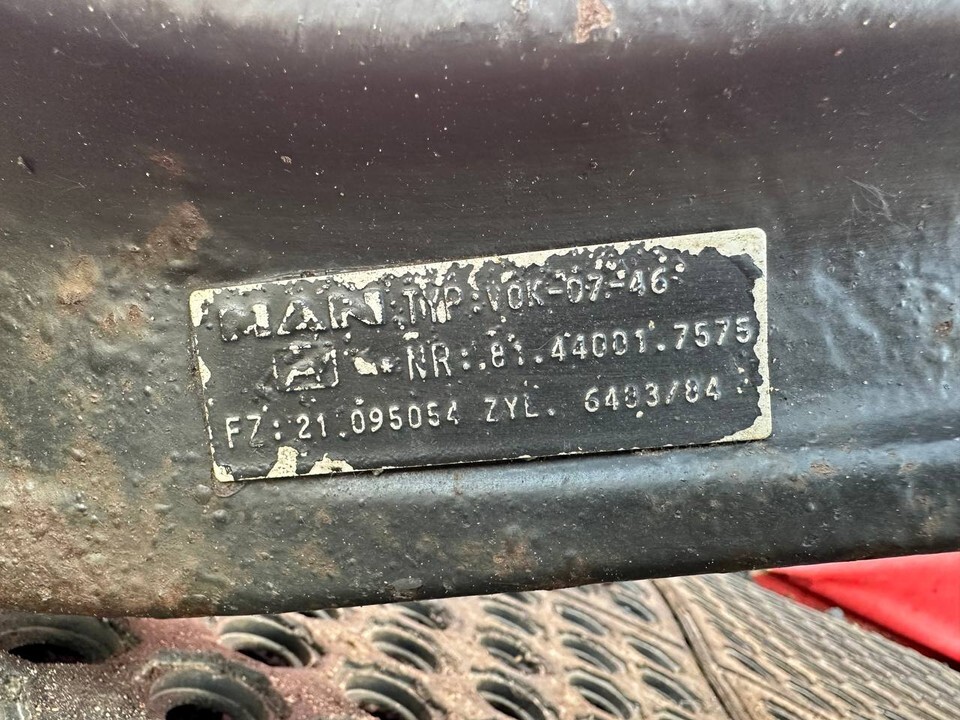 MAN TYP VOK-07-46
NR: 81.44001.7575
FZ: 21.095054 ZYL. 6483/84